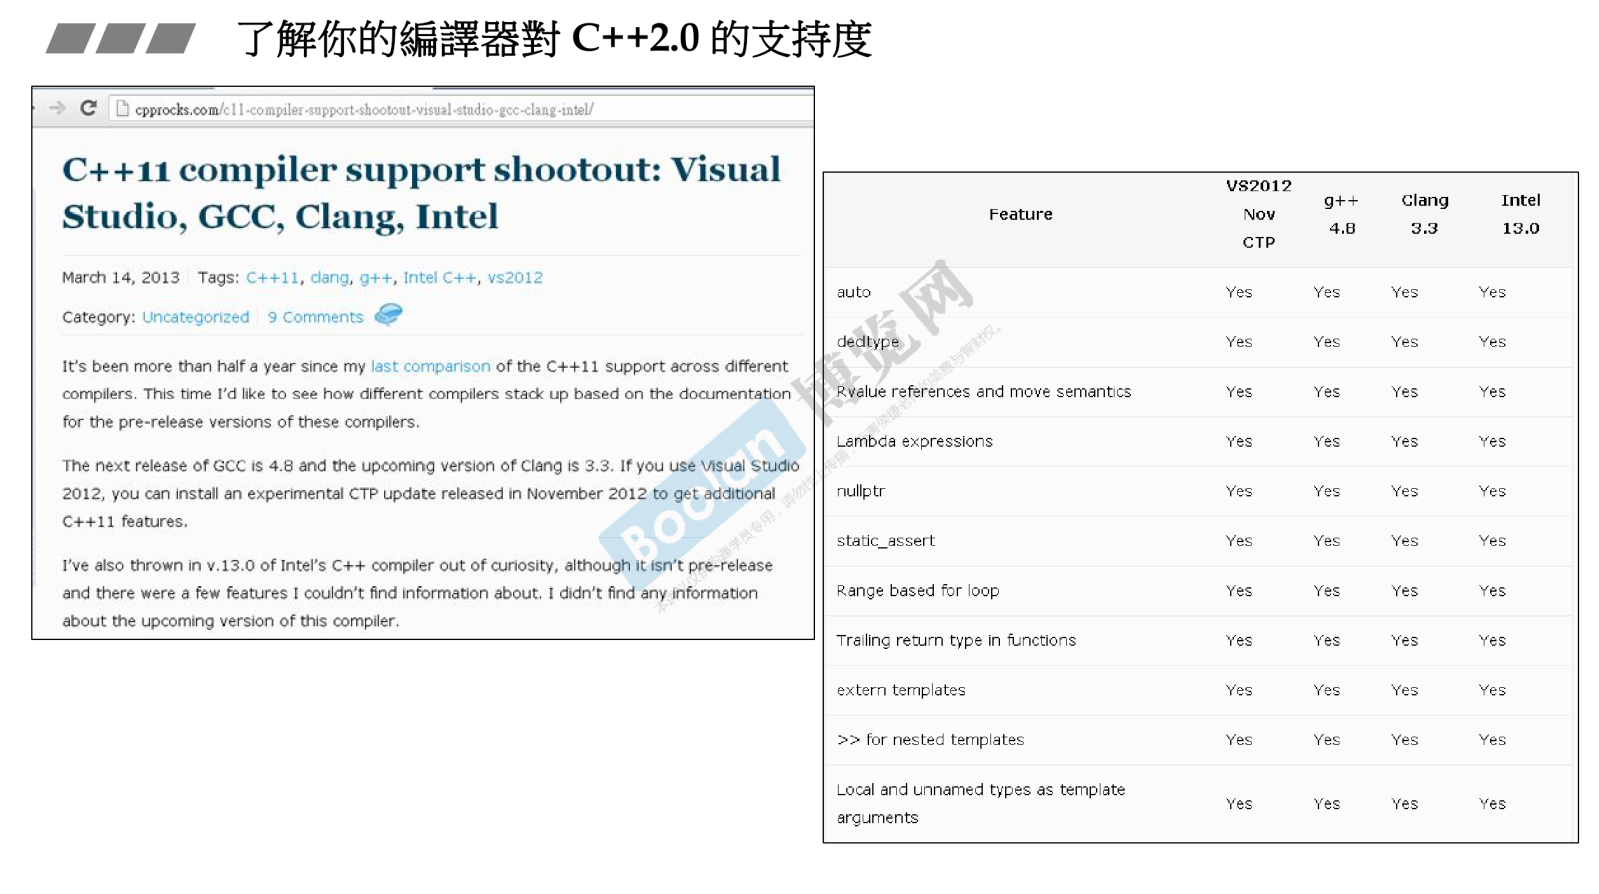 了解你的編譯器對 C++2.0 的支持度
cpprocks.com/c11-compiler-support-shootout-visual-studio-gcc-clang-intel/
C++11 compiler support shootout: Visual
Studio, GCC, Clang, Intel
March 14, 2013 Tags: C++11, clang, g++, Intel C++, vs2012
Category: Uncategorized 9 Comments
It's been more than half a year since my last comparison of the C++11 support across different
compilers. This time I'd like to see how different compilers stack up based on the documentation
for the pre-release versions of these compilers.
The next release of GCC is 4.8 and the upcoming version of Clang is 3.3. If you use Visual Studio
2012, you can install an experimental CTP update released in November 2012 to get additional
C++11 features.
I've also thrown in v.13.0 of Intel's C++ compiler out of curiosity, although it isn't pre-release
and there were a few features I couldn't find information about. I didn't find any information
about the upcoming version of this compiler.
Feature VS2012 Nov CTP g++ 4.8 Clang 3.3 Intel 13.0
auto Yes Yes Yes Yes
decltype Yes Yes Yes Yes
Rvalue references and move semantics Yes Yes Yes Yes
Lambda expressions Yes Yes Yes Yes
nullptr Yes Yes Yes Yes
static_assert Yes Yes Yes Yes
Range based for loop Yes Yes Yes Yes
Trailing return type in functions Yes Yes Yes Yes
extern templates Yes Yes Yes Yes
>> for nested templates Yes Yes Yes Yes
Local and unnamed types as template
arguments Yes Yes Yes Yes
Boolan 博览网